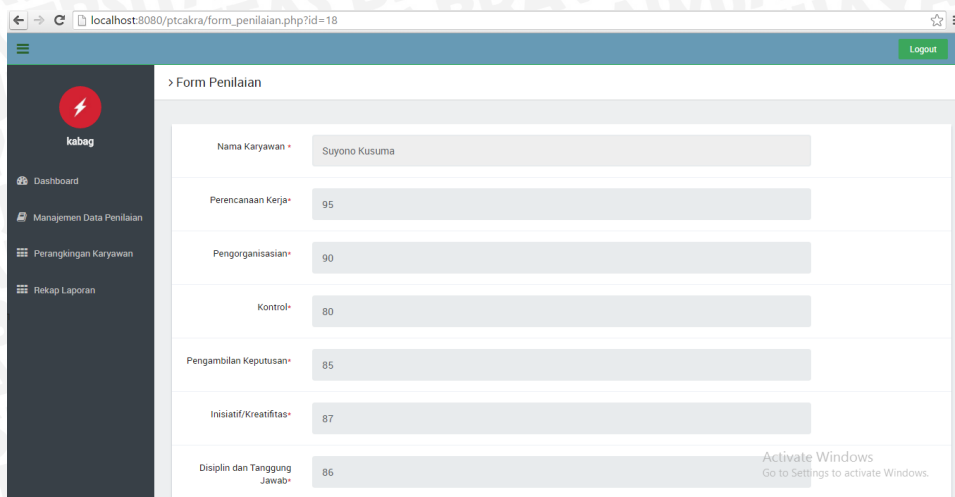 localhost:8080/ptcakra/form_penilaian.php?id=18
Logout
kabag
Dashboard
Manajemen Data Penilaian
Perangkingan Karyawan
Rekap Laporan
> Form Penilaian
Nama Karyawan *
Suyono Kusuma
Perencanaan Kerja*
95
Pengorganisasian*
90
Kontrol*
80
Pengambilan Keputusan*
85
Inisiatif/Kreatifitas*
87
Disiplin dan Tanggung
Jawab*
86
Activate Windows
Go to Settings to activate Windows.